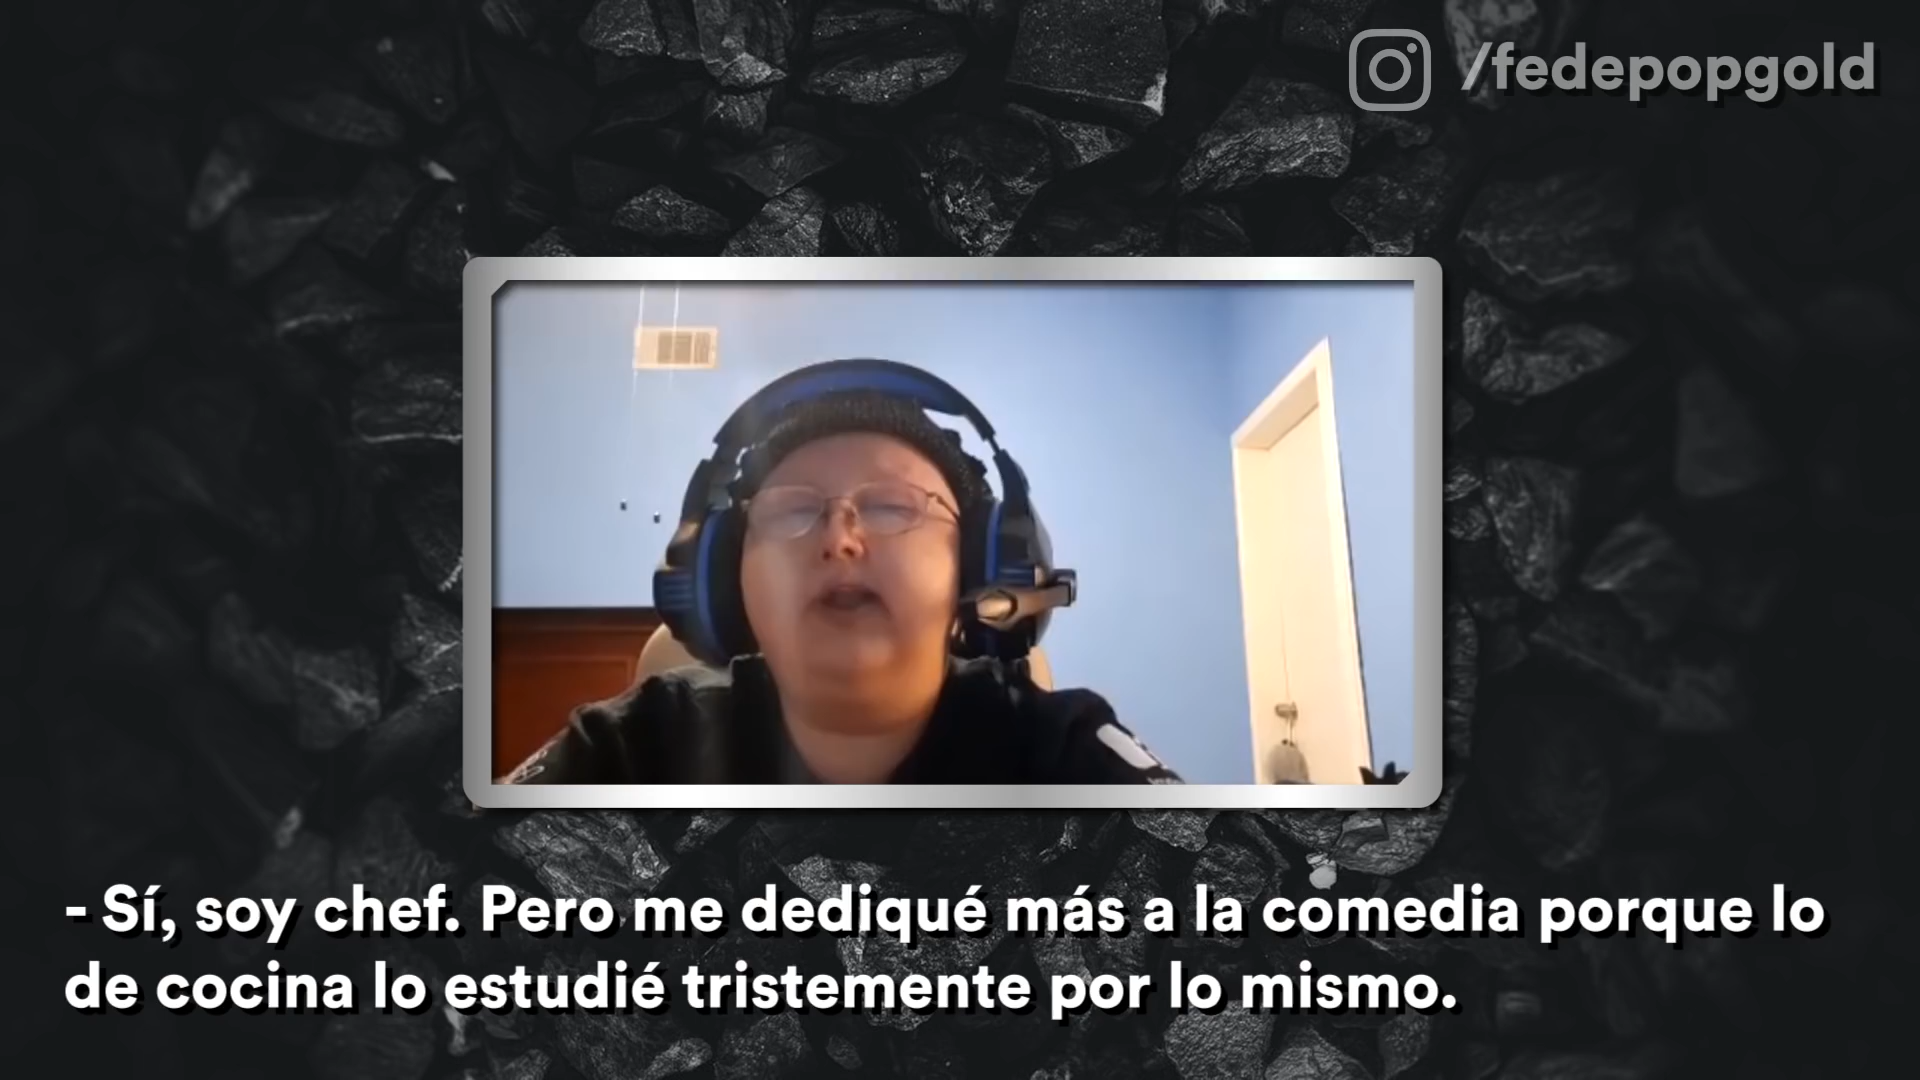 /fedepopgold
- Sí, soy chef. Pero me dediqué más a la comedia porque lo
de cocina lo estudié tristemente por lo mismo.